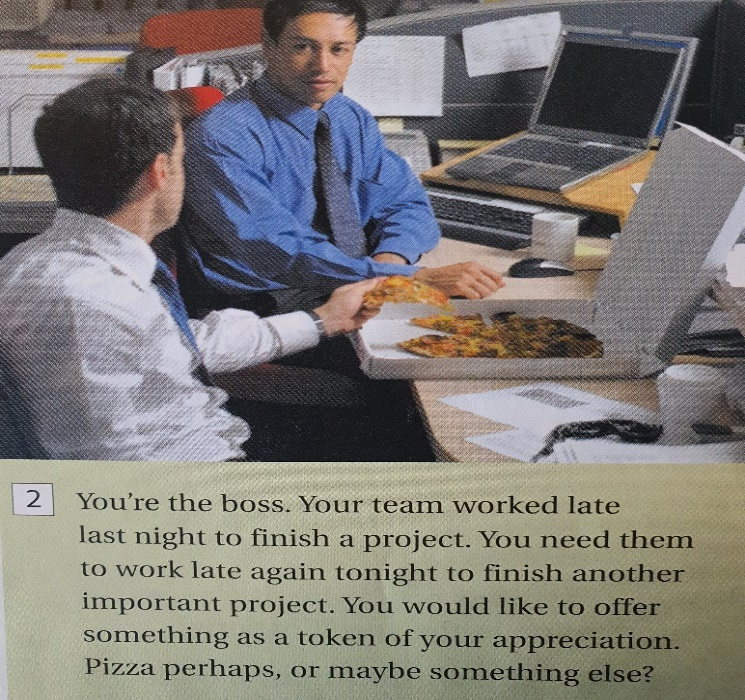 2 You're the boss. Your team worked late
last night to finish a project. You need them
to work late again tonight to finish another
important project. You would like to offer
something as a token of your appreciation.
Pizza perhaps, or maybe something else?